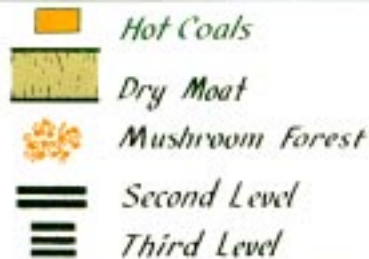 Hot Coals
Dry Moat
Mushroom Forest
Second Level
Third Level